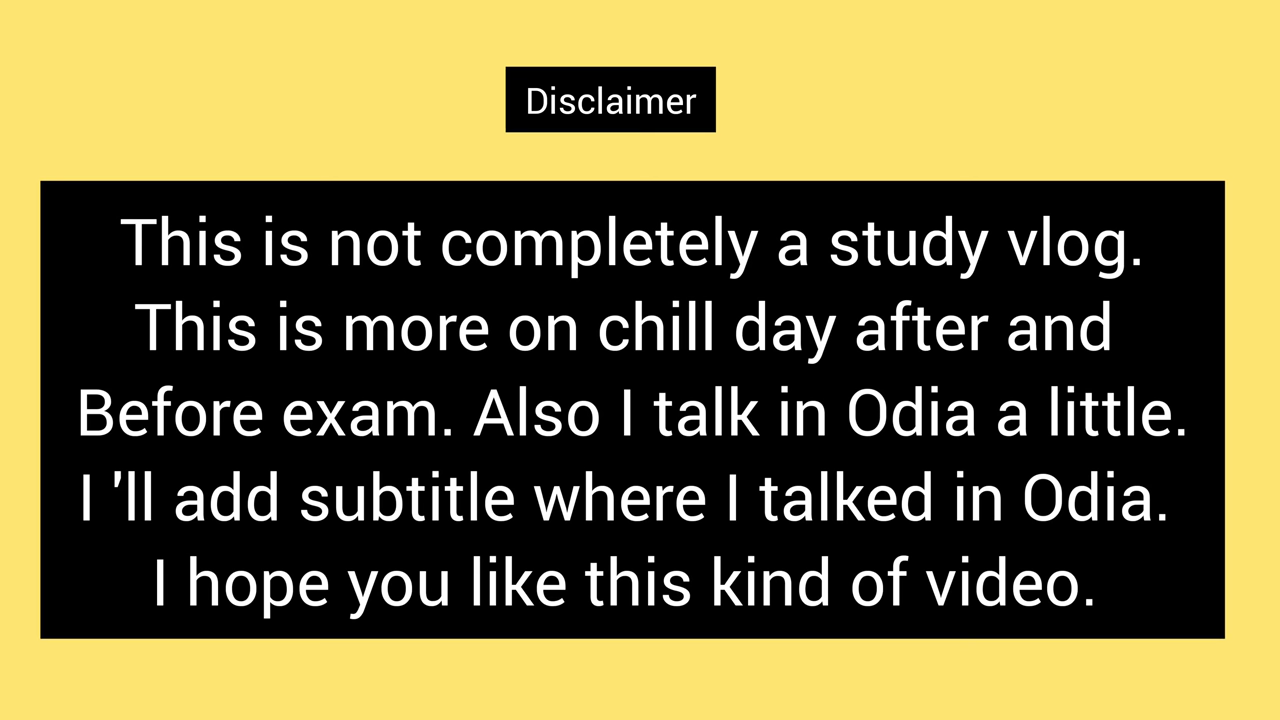 Disclaimer
This is not completely a study vlog.
This is more on chill day after and
Before exam. Also I talk in Odia a little.
I 'll add subtitle where I talked in Odia.
I hope you like this kind of video.